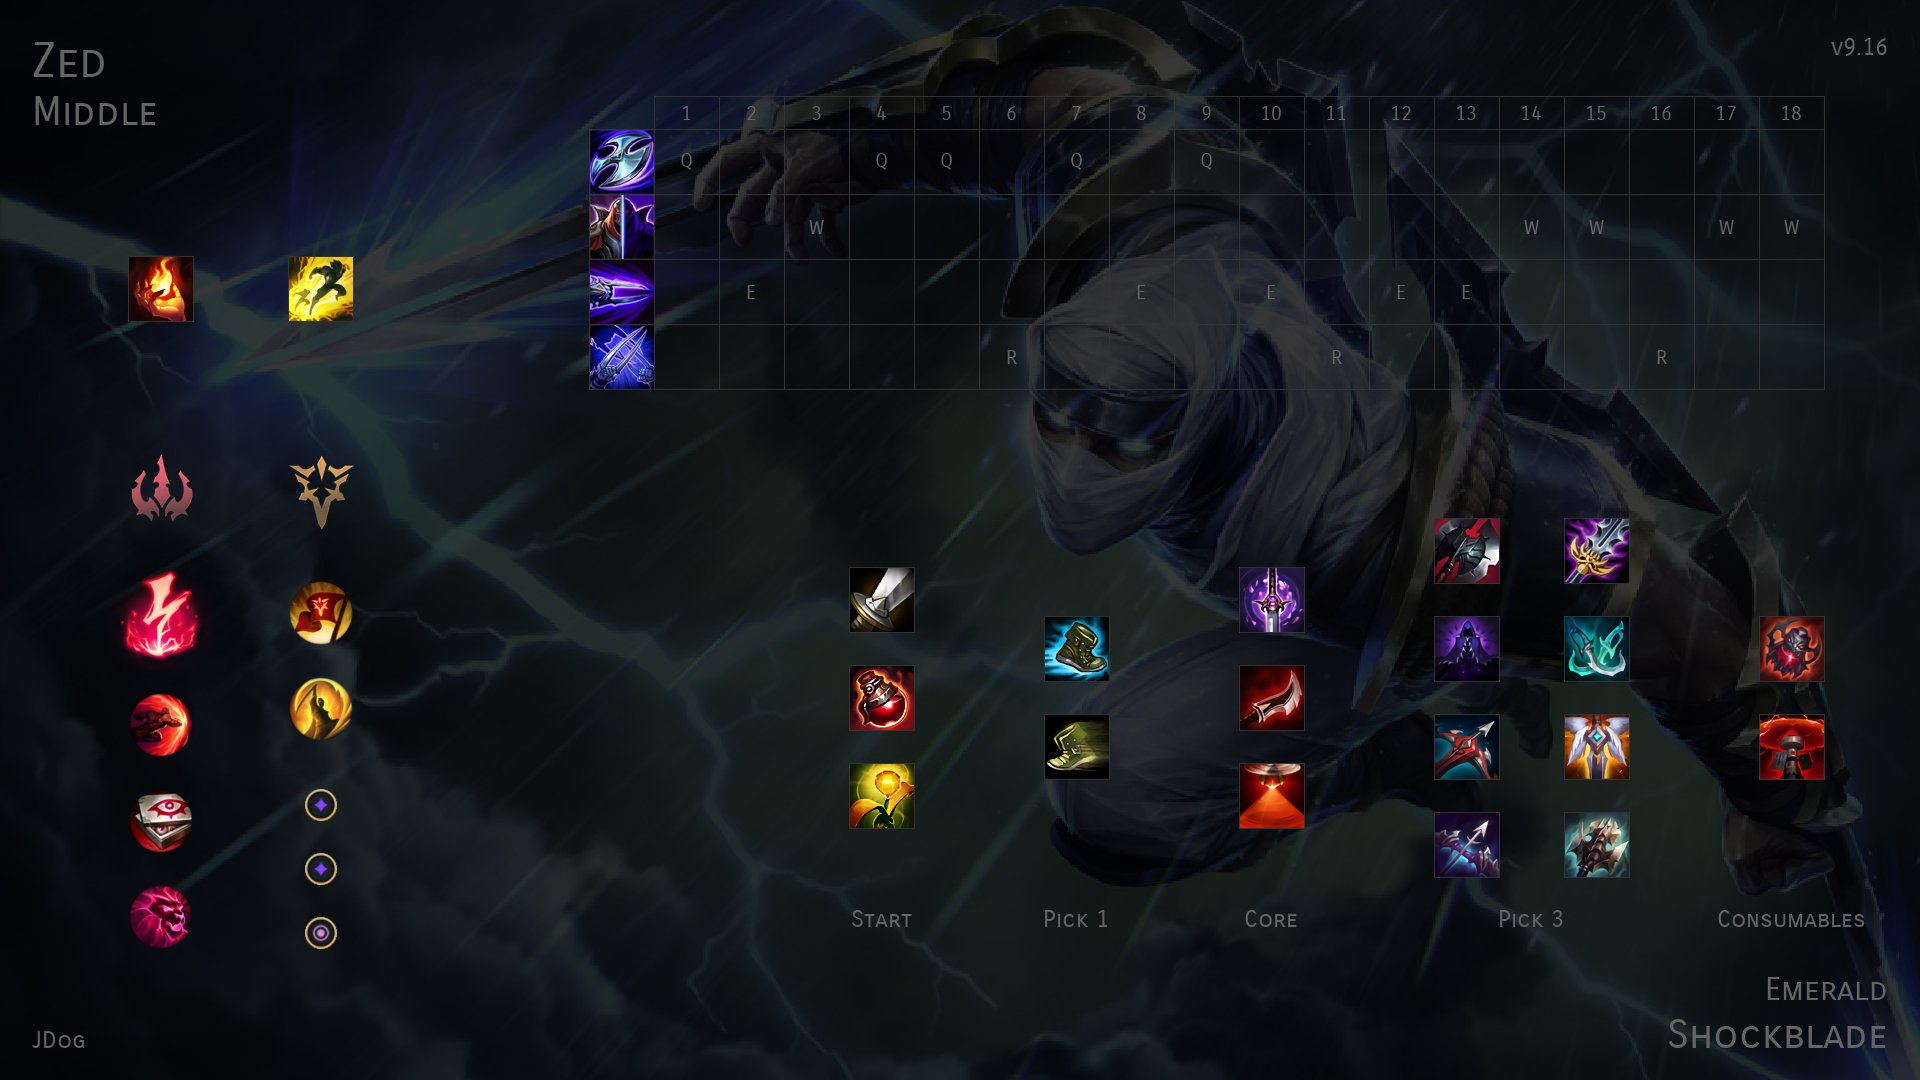 Zed
Middle
v9.16
1 2 3 4 5 6 7 8 9 10 11 12 13 14 15 16 17 18
Q Q Q Q Q
W W W W W
E E E E E
R R R
Start Pick 1 Core Pick 3 Consumables
Emerald
Shockblade
JDog